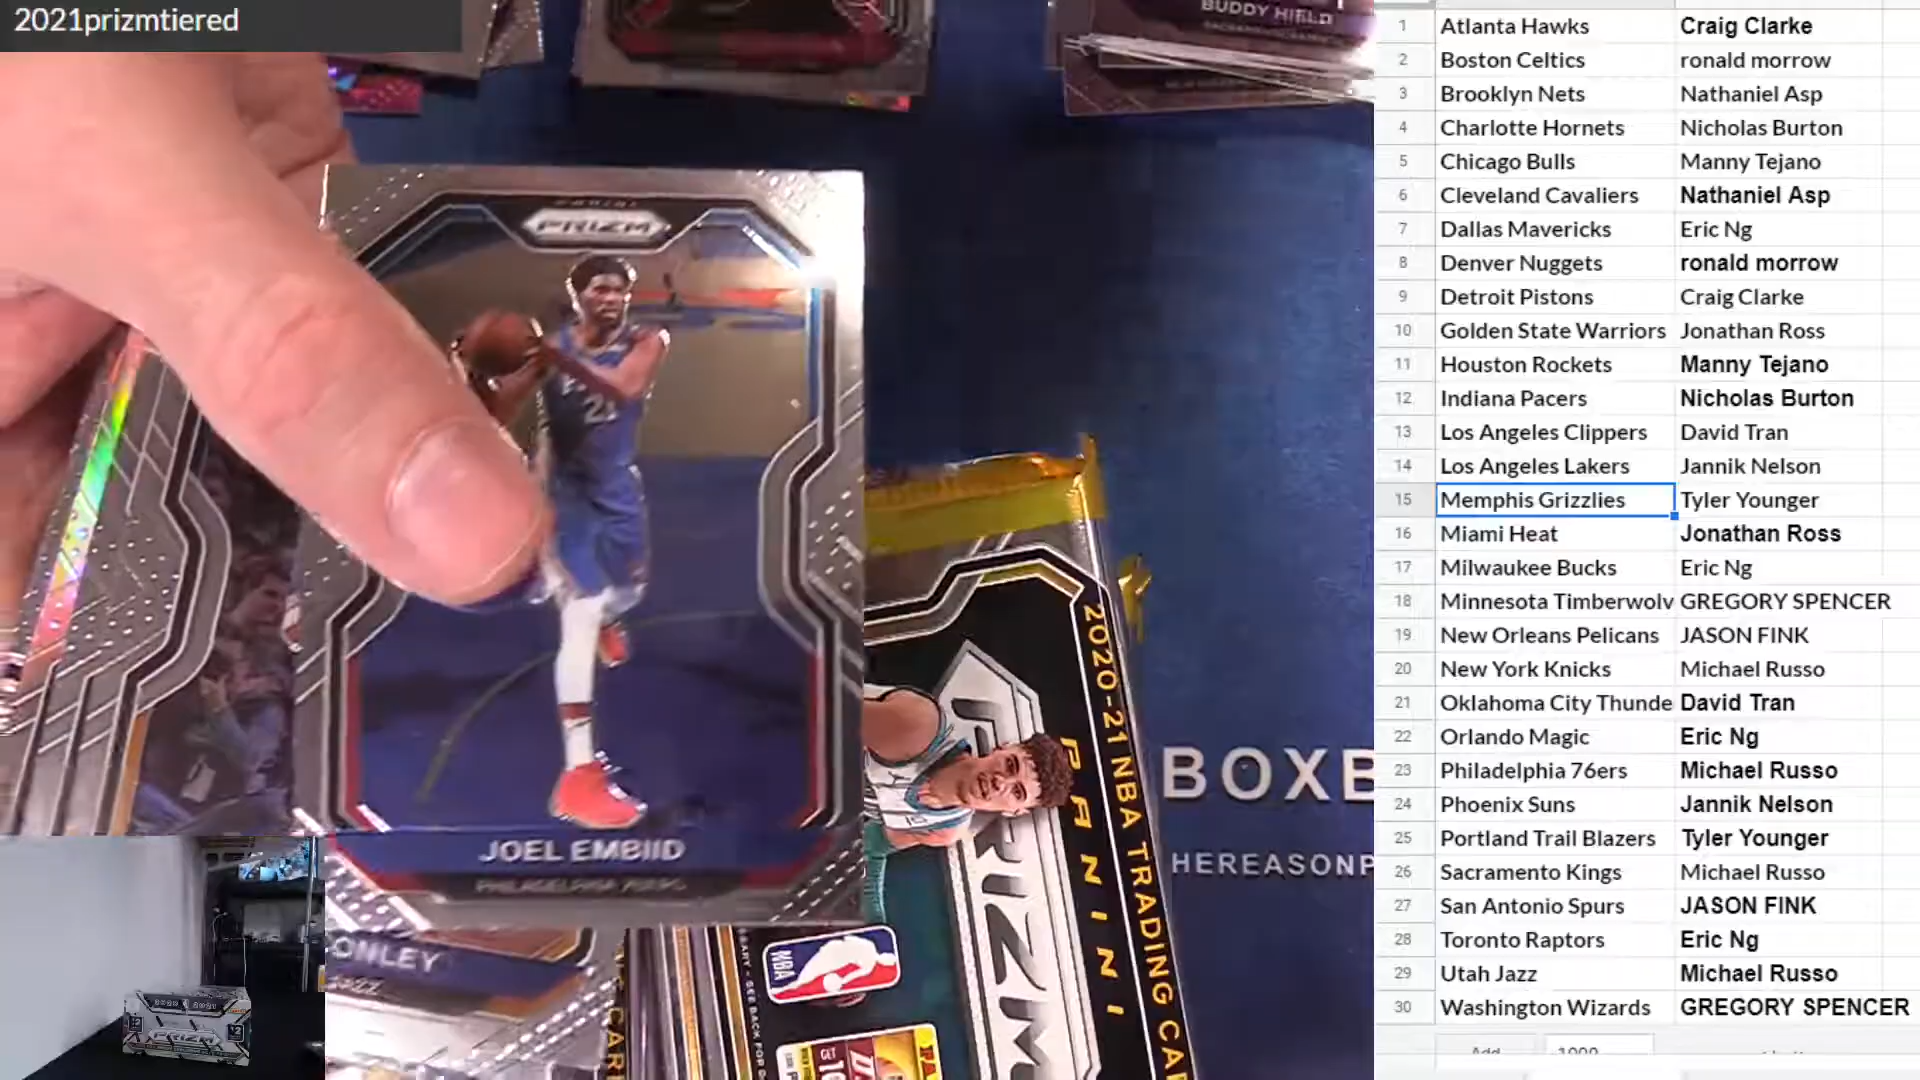 2021prizmtiered
BUDDY HIELD
PANINI
PRIZM
21
JOEL EMBIID
PHILADELPHIA 76ERS
ONLEY
2020-21 NBA TRADING CA
PANINI
PRIZM
NBA
GET
BOXB
HEREASONP
1 Atlanta Hawks Craig Clarke
2 Boston Celtics ronald morrow
3 Brooklyn Nets Nathaniel Asp
4 Charlotte Hornets Nicholas Burton
5 Chicago Bulls Manny Tejano
6 Cleveland Cavaliers Nathaniel Asp
7 Dallas Mavericks Eric Ng
8 Denver Nuggets ronald morrow
9 Detroit Pistons Craig Clarke
10 Golden State Warriors Jonathan Ross
11 Houston Rockets Manny Tejano
12 Indiana Pacers Nicholas Burton
13 Los Angeles Clippers David Tran
14 Los Angeles Lakers Jannik Nelson
15 Memphis Grizzlies Tyler Younger
16 Miami Heat Jonathan Ross
17 Milwaukee Bucks Eric Ng
18 Minnesota Timberwolv GREGORY SPENCER
19 New Orleans Pelicans JASON FINK
20 New York Knicks Michael Russo
21 Oklahoma City Thunde David Tran
22 Orlando Magic Eric Ng
23 Philadelphia 76ers Michael Russo
24 Phoenix Suns Jannik Nelson
25 Portland Trail Blazers Tyler Younger
26 Sacramento Kings Michael Russo
27 San Antonio Spurs JASON FINK
28 Toronto Raptors Eric Ng
29 Utah Jazz Michael Russo
30 Washington Wizards GREGORY SPENCER